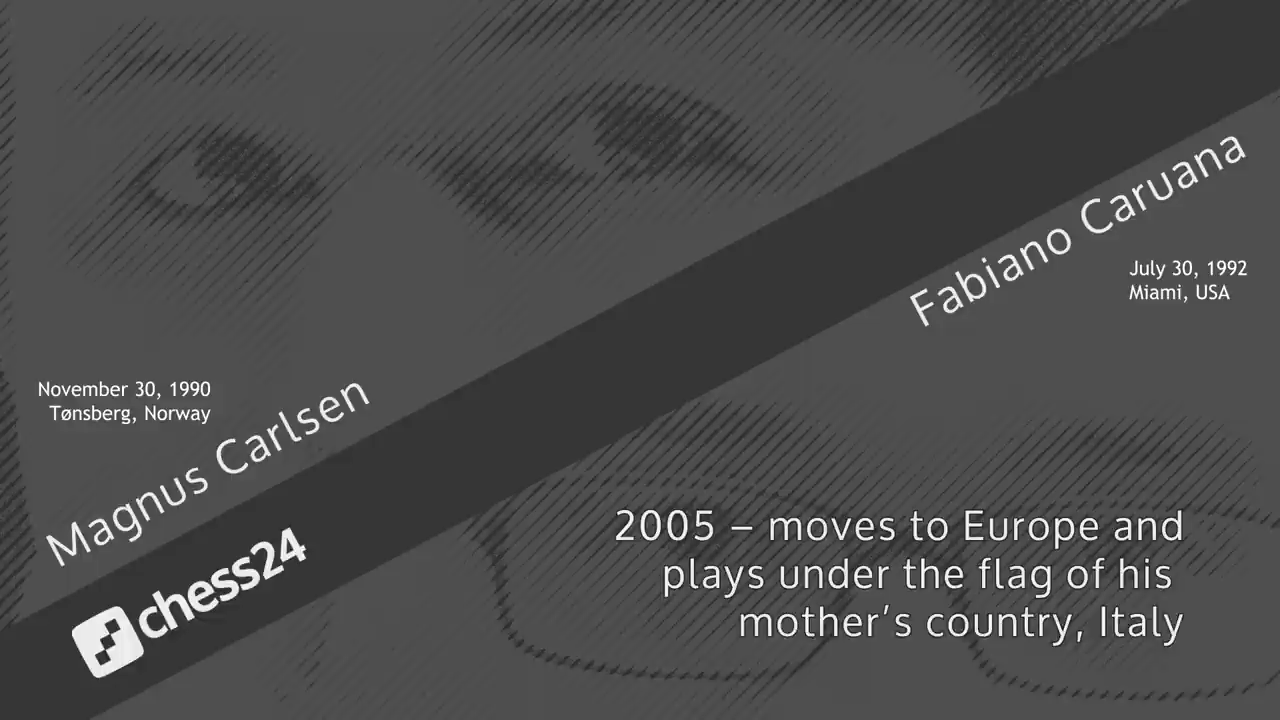 Fabiano Caruana
July 30, 1992
Miami, USA
November 30, 1990
Tønsberg, Norway
Magnus Carlsen
chess24
2005 – moves to Europe and
plays under the flag of his
mother’s country, Italy